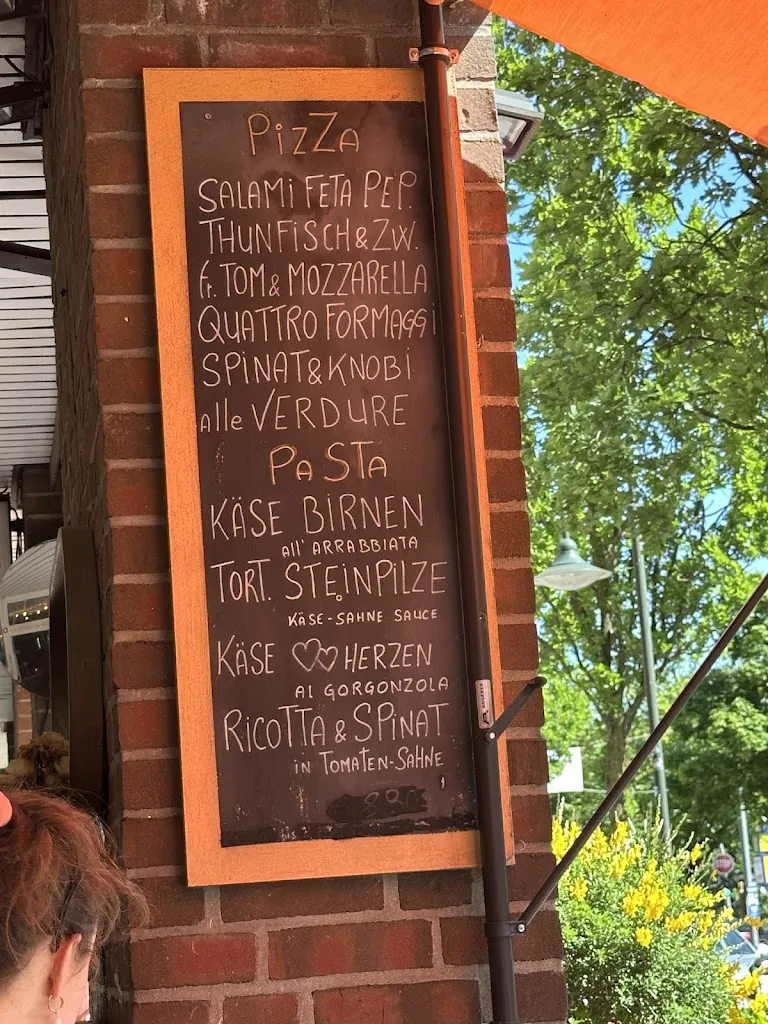 PizZa
SALAMi FETA PEP.
THUNFISCH & ZW.
fr. TOM & MOZZARELLA
QUATTRO FORMAGGi
SPINAT & KNOBI
alle VERDURE
PASTA
KÄSE BIRNEN
all' ARRABBIATA
TORT. STEiNPILZE
KÄSE-SAHNE SAUCE
KÄSE HERZEN
Al GORGONZOLA
RICOTTA & SPiNAT
iN TOMATEN-SAHNE